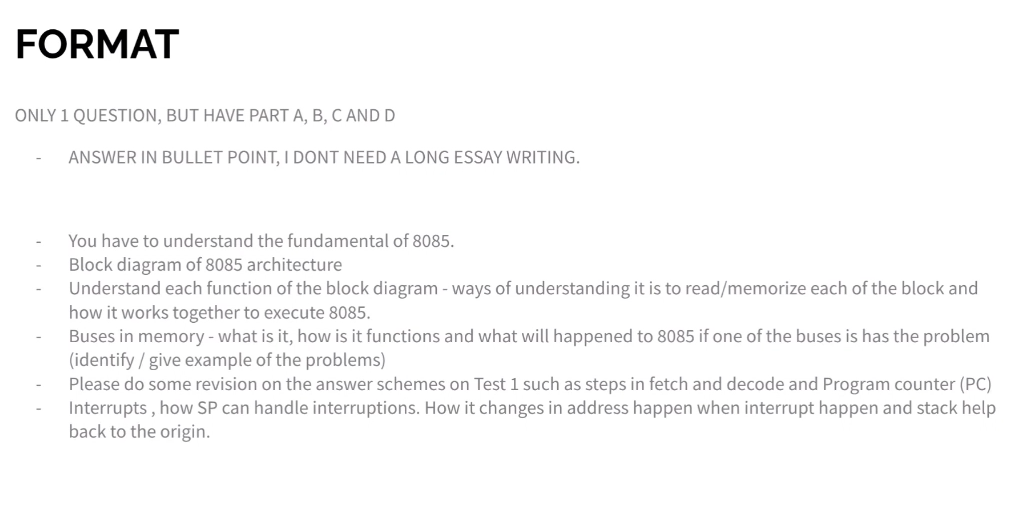 FORMAT
ONLY 1 QUESTION, BUT HAVE PART A, B, C AND D
- ANSWER IN BULLET POINT, I DONT NEED A LONG ESSAY WRITING.
- You have to understand the fundamental of 8085.
- Block diagram of 8085 architecture
- Understand each function of the block diagram - ways of understanding it is to read/memorize each of the block and
how it works together to execute 8085.
- Buses in memory - what is it, how is it functions and what will happened to 8085 if one of the buses is has the problem
(identify / give example of the problems)
- Please do some revision on the answer schemes on Test 1 such as steps in fetch and decode and Program counter (PC)
- Interrupts , how SP can handle interruptions. How it changes in address happen when interrupt happen and stack help
back to the origin.